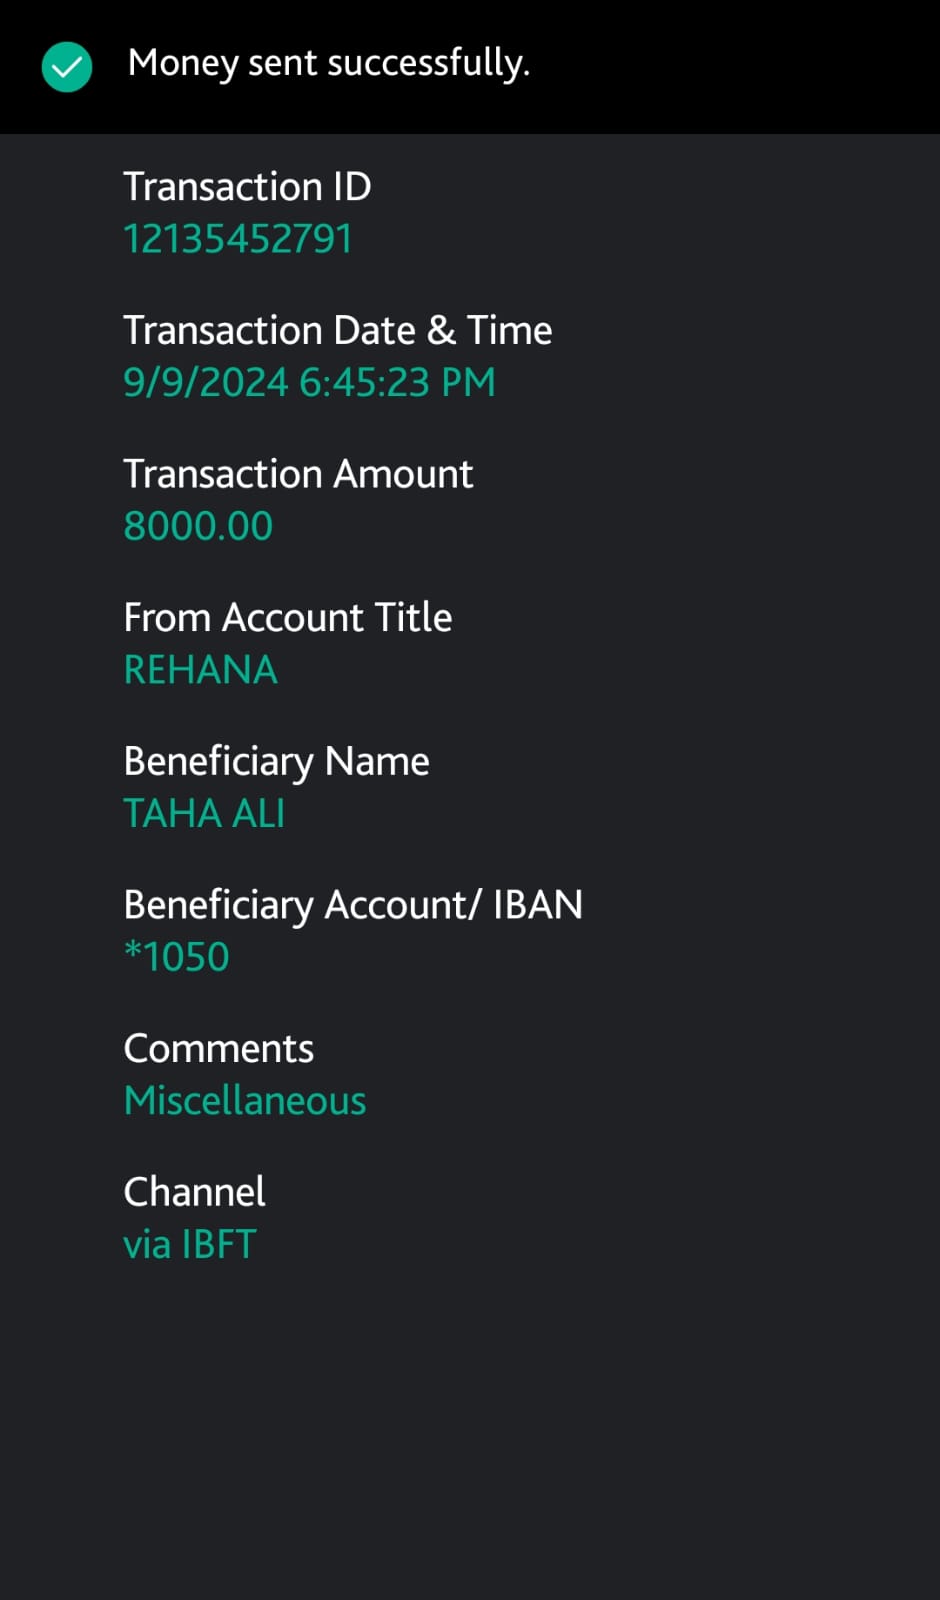 Money sent successfully.
Transaction ID
12135452791
Transaction Date & Time
9/9/2024 6:45:23 PM
Transaction Amount
8000.00
From Account Title
REHANA
Beneficiary Name
TAHA ALI
Beneficiary Account/ IBAN
*1050
Comments
Miscellaneous
Channel
via IBFT